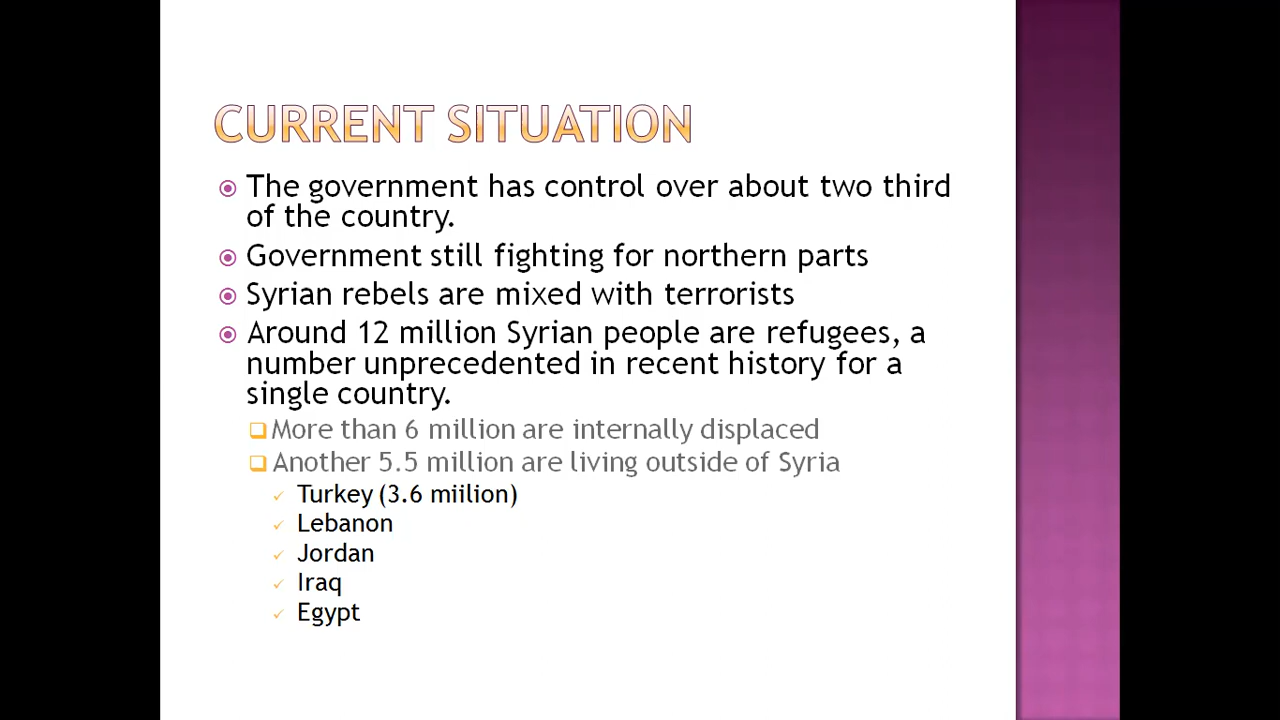 CURRENT SITUATION
The government has control over about two third
of the country.
Government still fighting for northern parts
Syrian rebels are mixed with terrorists
Around 12 million Syrian people are refugees, a
number unprecedented in recent history for a
single country.
More than 6 million are internally displaced
Another 5.5 million are living outside of Syria
Turkey (3.6 miilion)
Lebanon
Jordan
Iraq
Egypt